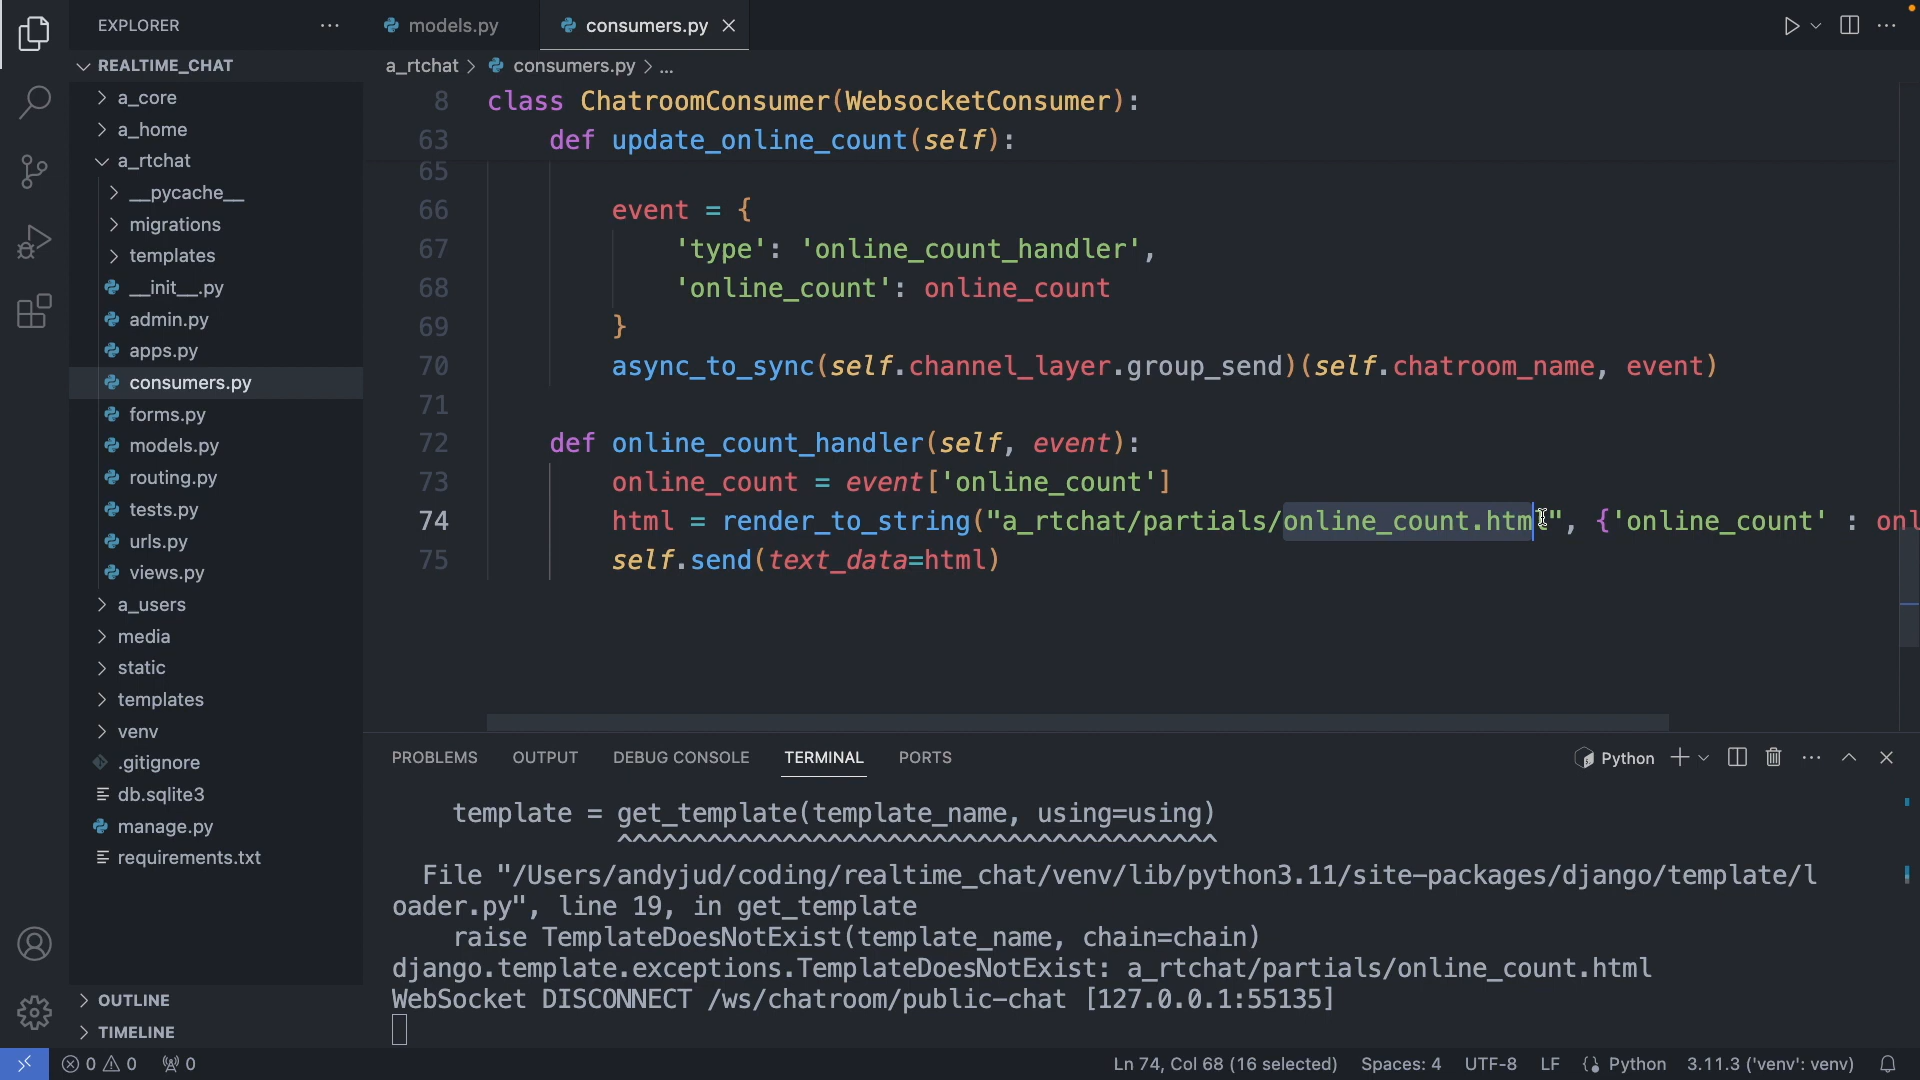 EXPLORER
REALTIME_CHAT
a_core
a_home
a_rtchat
__pycache__
migrations
templates
__init__.py
admin.py
apps.py
consumers.py
forms.py
models.py
routing.py
tests.py
urls.py
views.py
a_users
media
static
templates
venv
.gitignore
db.sqlite3
manage.py
requirements.txt
OUTLINE
TIMELINE
models.py
consumers.py
a_rtchat > consumers.py > ...
8 class ChatroomConsumer(WebsocketConsumer):
63 def update_online_count(self):
65
66 event = {
67 'type': 'online_count_handler',
68 'online_count': online_count
69 }
70 async_to_sync(self.channel_layer.group_send)(self.chatroom_name, event)
71
72 def online_count_handler(self, event):
73 online_count = event['online_count']
74 html = render_to_string("a_rtchat/partials/online_count.html", {'online_count' : onl
75 self.send(text_data=html)
PROBLEMS OUTPUT DEBUG CONSOLE TERMINAL PORTS
Python
template = get_template(template_name, using=using)
^^^^^^^^^^^^^^^^^^^^^^^^^^^^^^^^^^^^^^^^
File "/Users/andyjud/coding/realtime_chat/venv/lib/python3.11/site-packages/django/template/l
oader.py", line 19, in get_template
raise TemplateDoesNotExist(template_name, chain=chain)
django.template.exceptions.TemplateDoesNotExist: a_rtchat/partials/online_count.html
WebSocket DISCONNECT /ws/chatroom/public-chat [127.0.0.1:55135]
0 0 0 Ln 74, Col 68 (16 selected) Spaces: 4 UTF-8 LF Python 3.11.3 ('venv': venv)